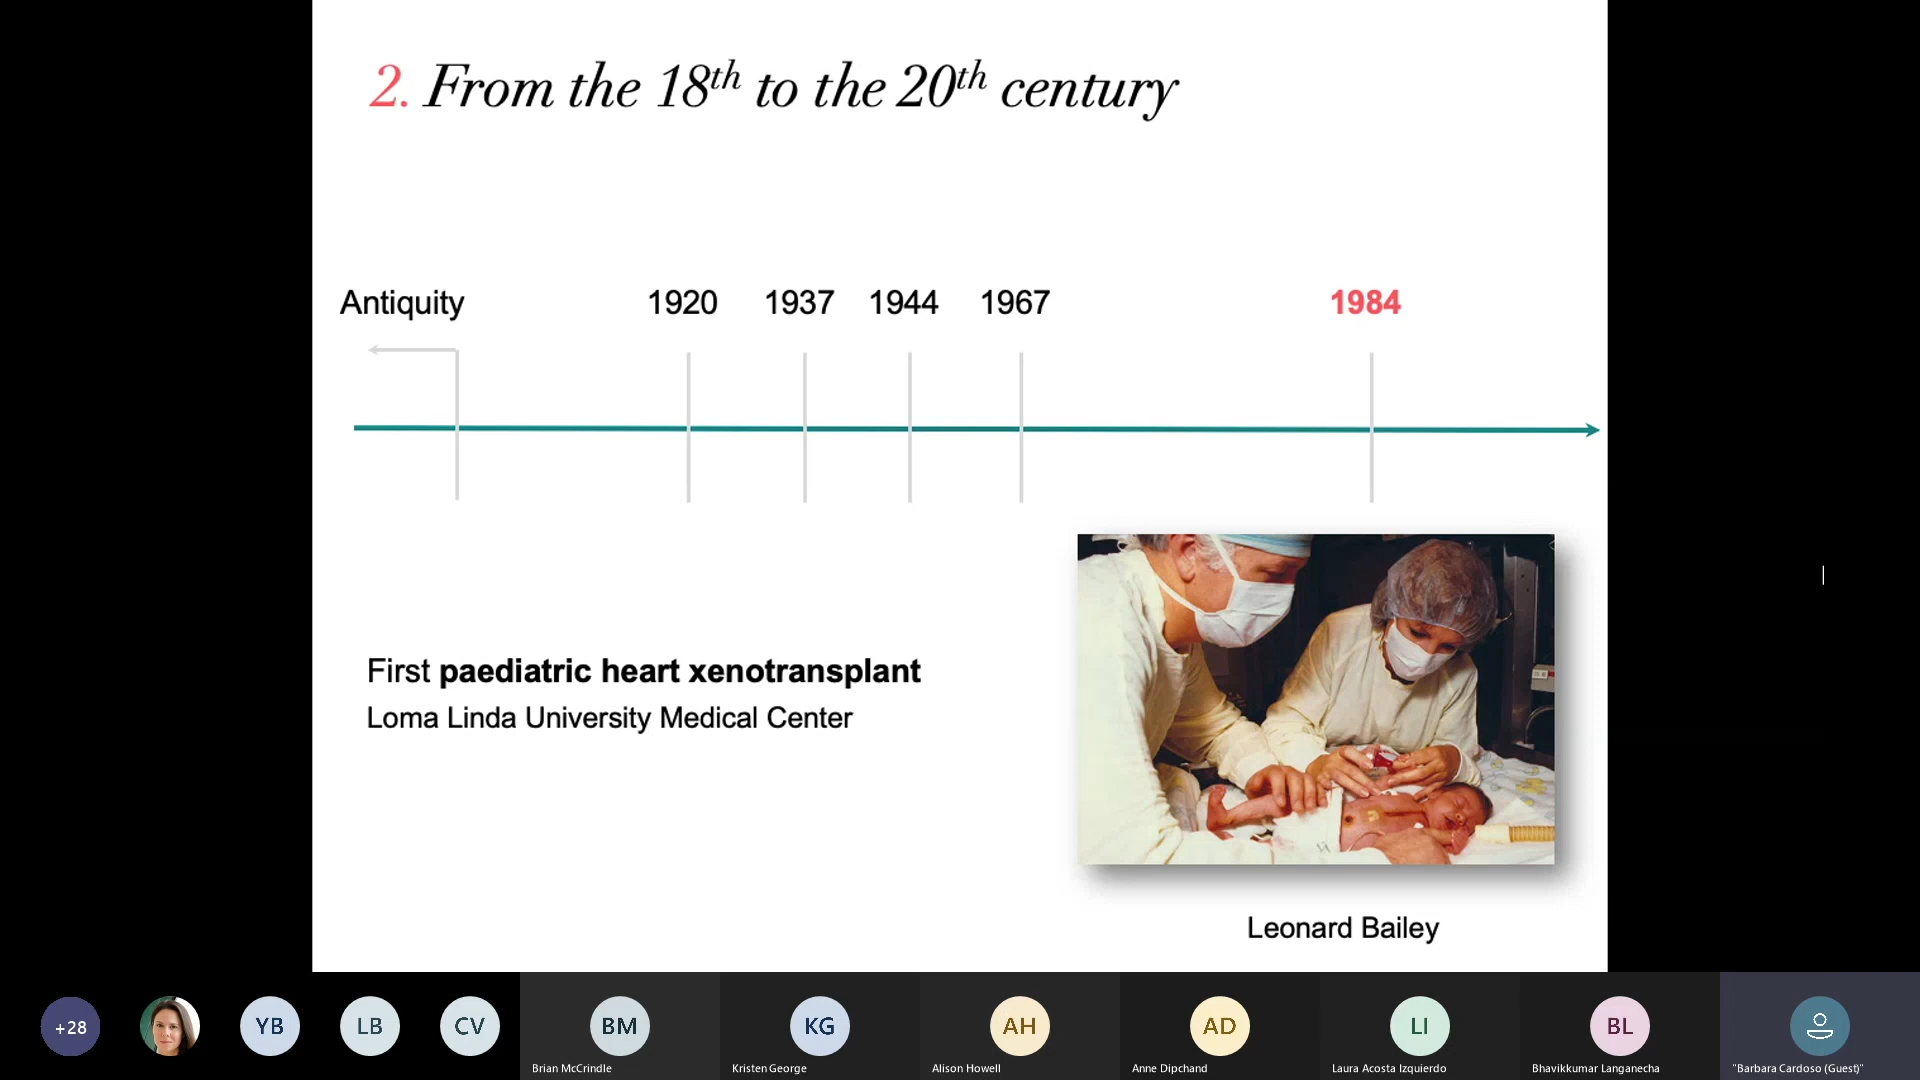 2. From the 18th to the 20th century
Antiquity 1920 1937 1944 1967 1984
First paediatric heart xenotransplant
Loma Linda University Medical Center
Leonard Bailey
+28 YB LB CV BM KG AH AD LI BL
Brian McCrindle Kristen George Alison Howell Anne Dipchand Laura Acosta Izquierdo Bhavikkumar Langanecha "Barbara Cardoso (Guest)"